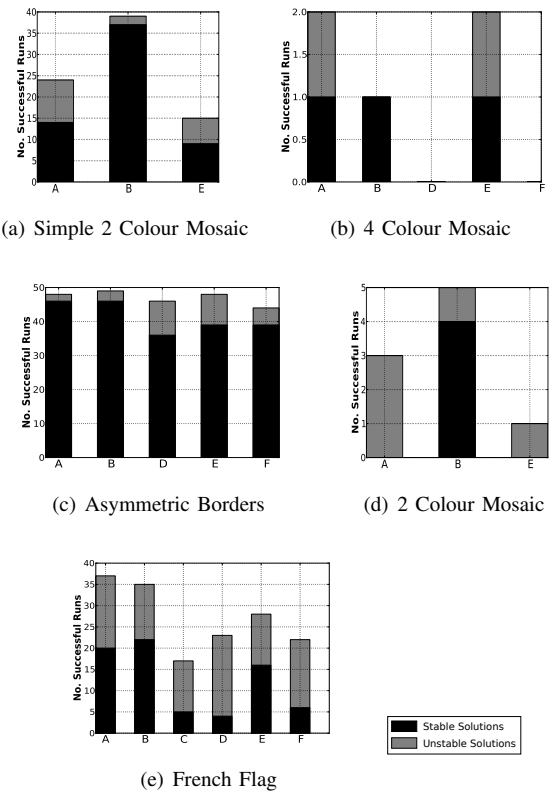 No. Successful Runs
40
35
30
25
20
15
10
5
0
A B E
(a) Simple 2 Colour Mosaic
No. Successful Runs
2.0
1.5
1.0
0.5
0.0
A B D E F
(b) 4 Colour Mosaic
No. Successful Runs
50
40
30
20
10
0
A B D E F
(c) Asymmetric Borders
No. Successful Runs
5
4
3
2
1
0
A B E
(d) 2 Colour Mosaic
No. Successful Runs
40
35
30
25
20
15
10
5
0
A B C D E F
(e) French Flag
Stable Solutions
Unstable Solutions